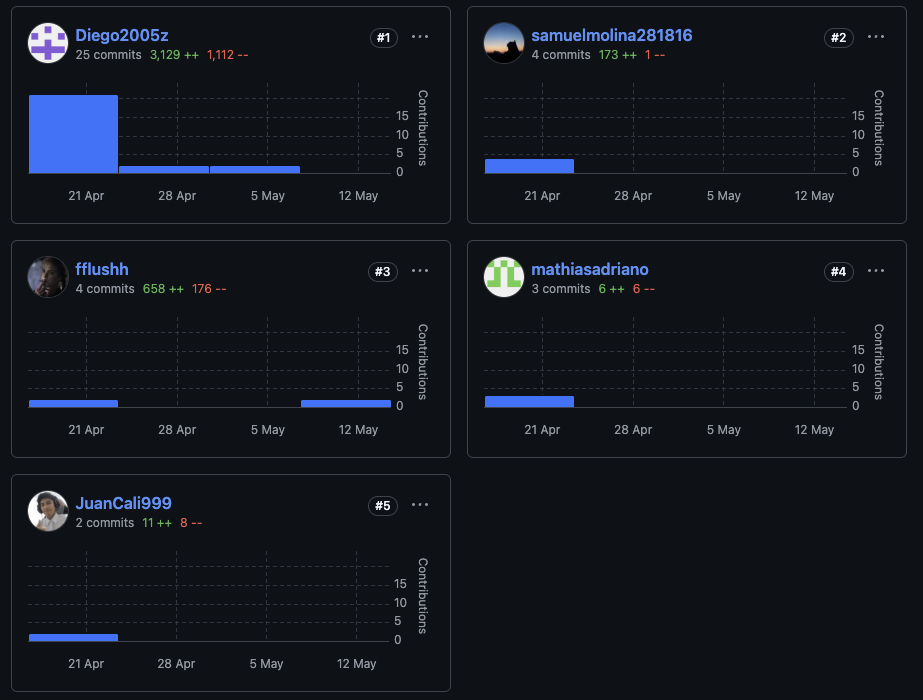 Diego2005z
#1
25 commits 3,129 ++ 1,112 --
15
10
5
0
Contributions
21 Apr 28 Apr 5 May 12 May
samuelmolina281816
#2
4 commits 173 ++ 1 --
15
10
5
0
Contributions
21 Apr 28 Apr 5 May 12 May
fflushh
#3
4 commits 658 ++ 176 --
15
10
5
0
Contributions
21 Apr 28 Apr 5 May 12 May
mathiasadriano
#4
3 commits 6 ++ 6 --
15
10
5
0
Contributions
21 Apr 28 Apr 5 May 12 May
JuanCali999
#5
2 commits 11 ++ 8 --
15
10
5
0
Contributions
21 Apr 28 Apr 5 May 12 May